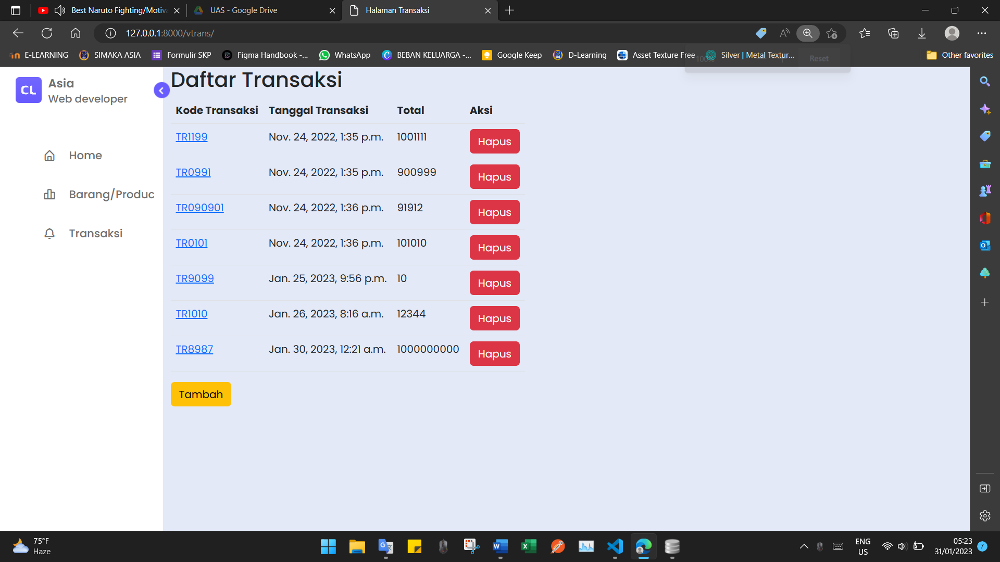 Best Naruto Fighting/Motiv
UAS - Google Drive
Halaman Transaksi
127.0.0.1:8000/vtrans/
E-LEARNING
SIMAKA ASIA
Formulir SKP
Figma Handbook -...
WhatsApp
BEBAN KELUARGA -...
Google Keep
D-Learning
Asset Texture Free
Silver | Metal Textur...
Other favorites
100%
Reset
CL
Asia
Web developer
Home
Barang/Produc
Transaksi
Daftar Transaksi
Kode Transaksi Tanggal Transaksi Total Aksi
TR1199 Nov. 24, 2022, 1:35 p.m. 1001111 Hapus
TR0991 Nov. 24, 2022, 1:35 p.m. 900999 Hapus
TR090901 Nov. 24, 2022, 1:36 p.m. 91912 Hapus
TR0101 Nov. 24, 2022, 1:36 p.m. 101010 Hapus
TR9099 Jan. 25, 2023, 9:56 p.m. 10 Hapus
TR1010 Jan. 26, 2023, 8:16 a.m. 12344 Hapus
TR8987 Jan. 30, 2023, 12:21 a.m. 1000000000 Hapus
Tambah
75°F
Haze
ENG
US
05:23
31/01/2023
7